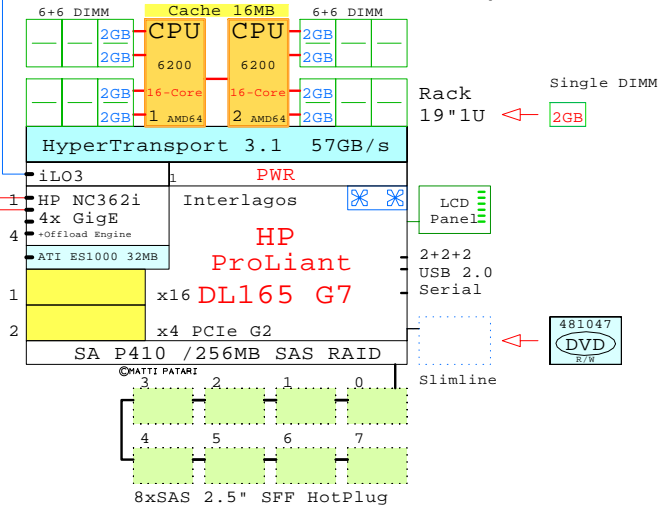 6+6 DIMM Cache 16MB 6+6 DIMM
2GB CPU CPU 2GB
2GB 6200 6200 2GB
2GB 16-Core 16-Core 2GB
2GB 1 AMD64 2 AMD64 2GB
Rack
19"1U
Single DIMM
2GB
HyperTransport 3.1 57GB/s
iLO3 1 PWR
1 HP NC362i Interlagos
4x GigE
4 +Offload Engine
LCD
Panel
HP
ProLiant
DL165 G7
ATI ES1000 32MB
2+2+2
USB 2.0
Serial
1 x16
2 x4 PCIe G2
481047
DVD
R/W
SA P410 /256MB SAS RAID
Slimline
©MATTI PATARI
3 2 1 0
4 5 6 7
8xSAS 2.5" SFF HotPlug